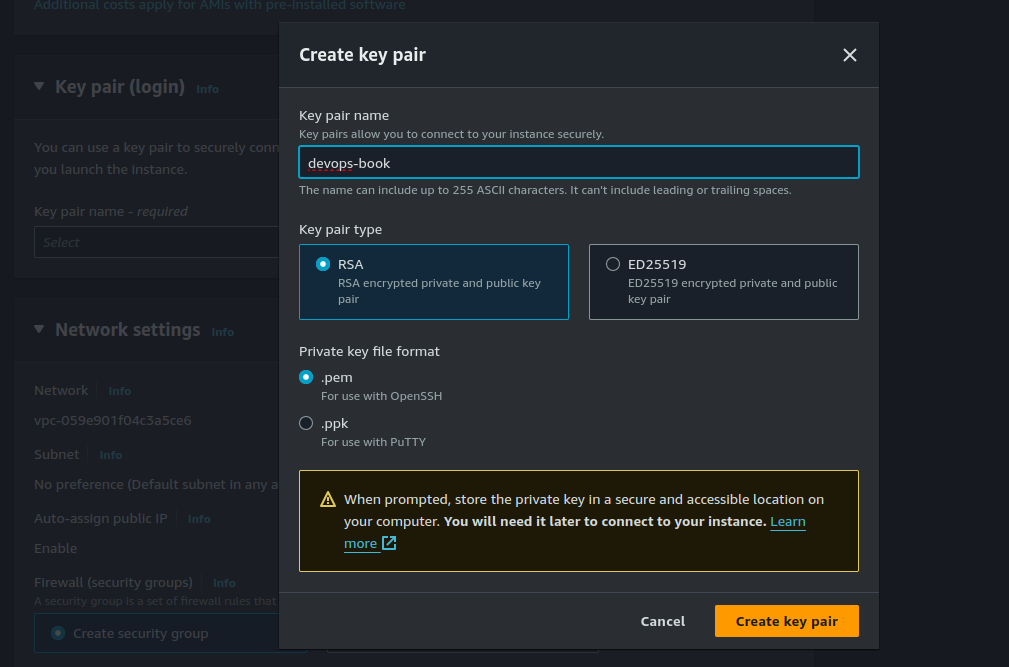 Additional costs apply for AMIs with pre-installed software
Key pair (login) Info
You can use a key pair to securely conn
you launch the instance.
Key pair name - required
Select
Network settings Info
Network Info
vpc-059e901f04c3a5ce6
Subnet Info
No preference (Default subnet in any a
Auto-assign public IP Info
Enable
Firewall (security groups) Info
A security group is a set of firewall rules that
Create security group
Create key pair
Key pair name
Key pairs allow you to connect to your instance securely.
devops-book
The name can include up to 255 ASCII characters. It can't include leading or trailing spaces.
Key pair type
RSA
RSA encrypted private and public key
pair
ED25519
ED25519 encrypted private and public
key pair
Private key file format
.pem
For use with OpenSSH
.ppk
For use with PuTTY
When prompted, store the private key in a secure and accessible location on
your computer. You will need it later to connect to your instance. Learn
more
Cancel
Create key pair